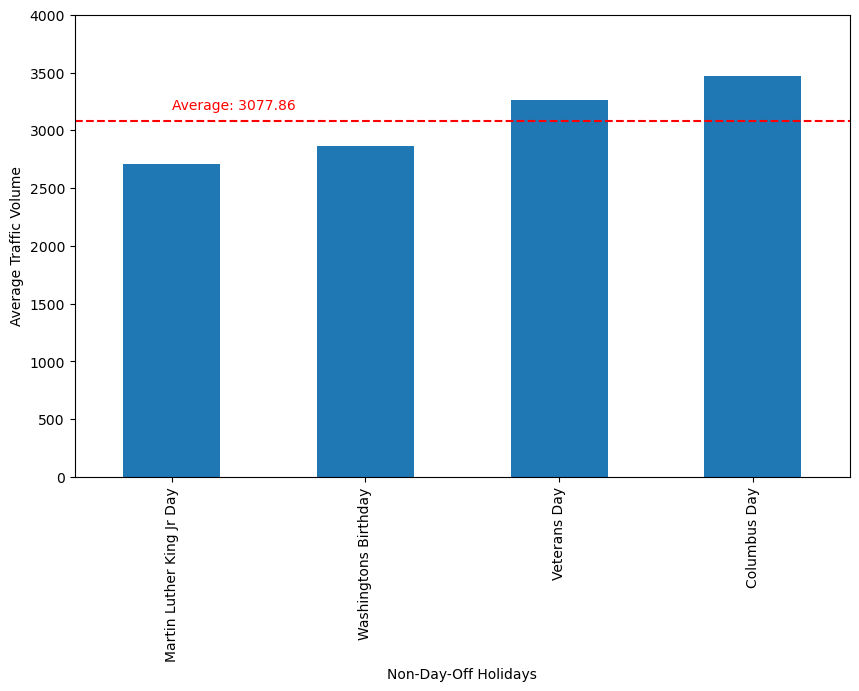 4000
3500
3000
2500
2000
1500
1000
500
0
Average Traffic Volume
Average: 3077.86
Martin Luther King Jr Day
Washingtons Birthday
Veterans Day
Columbus Day
Non-Day-Off Holidays